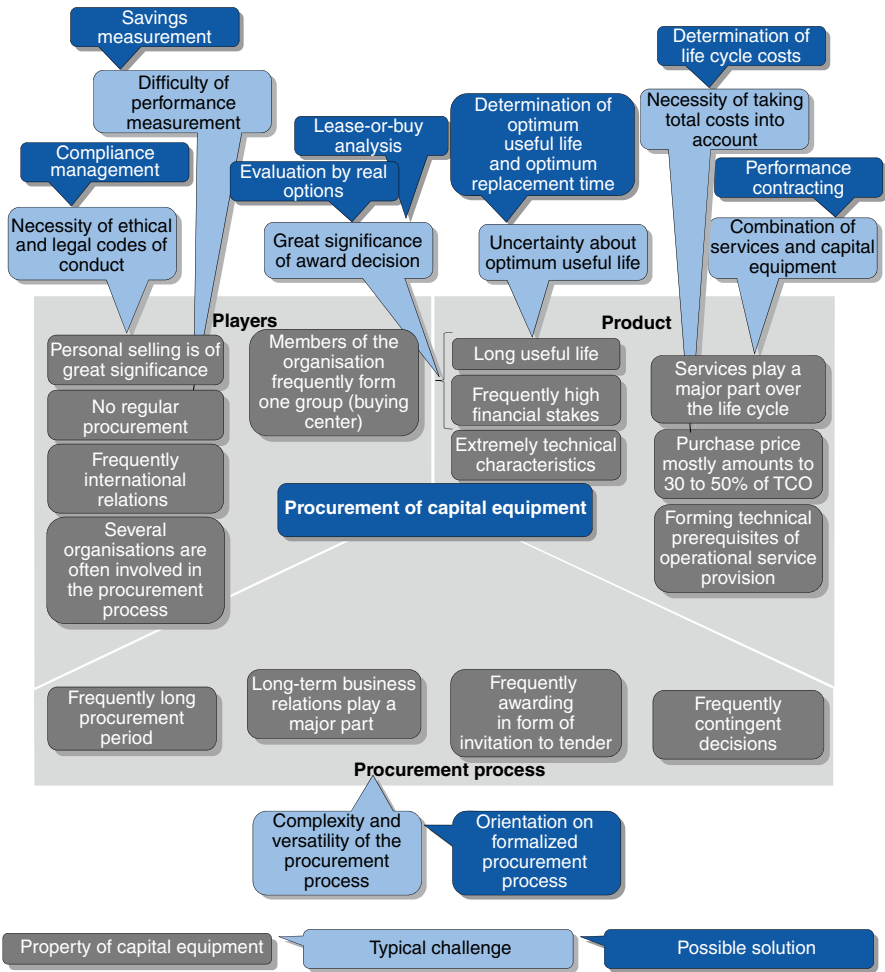 Savings
measurement
Difficulty of
performance
measurement
Compliance
management
Necessity of ethical
and legal codes of
conduct
Lease-or-buy
analysis
Evaluation by real
options
Great significance
of award decision
Determination of
optimum
useful life
and optimum
replacement time
Uncertainty about
optimum useful life
Determination of
life cycle costs
Necessity of taking
total costs into
account
Performance
contracting
Combination of
services and capital
equipment
Players
Personal selling is of
great significance
No regular
procurement
Frequently
international
relations
Several
organisations are
often involved in
the procurement
process
Members of the
organisation
frequently form
one group (buying
center)
Product
Long useful life
Frequently high
financial stakes
Extremely technical
characteristics
Services play a
major part over
the life cycle
Purchase price
mostly amounts to
30 to 50% of TCO
Forming technical
prerequisites of
operational service
provision
Procurement of capital equipment
Frequently long
procurement
period
Long-term business
relations play a
major part
Frequently
awarding
in form of
invitation to tender
Frequently
contingent
decisions
Procurement process
Complexity and
versatility of the
procurement
process
Orientation on
formalized
procurement
process
Property of capital equipment
Typical challenge
Possible solution